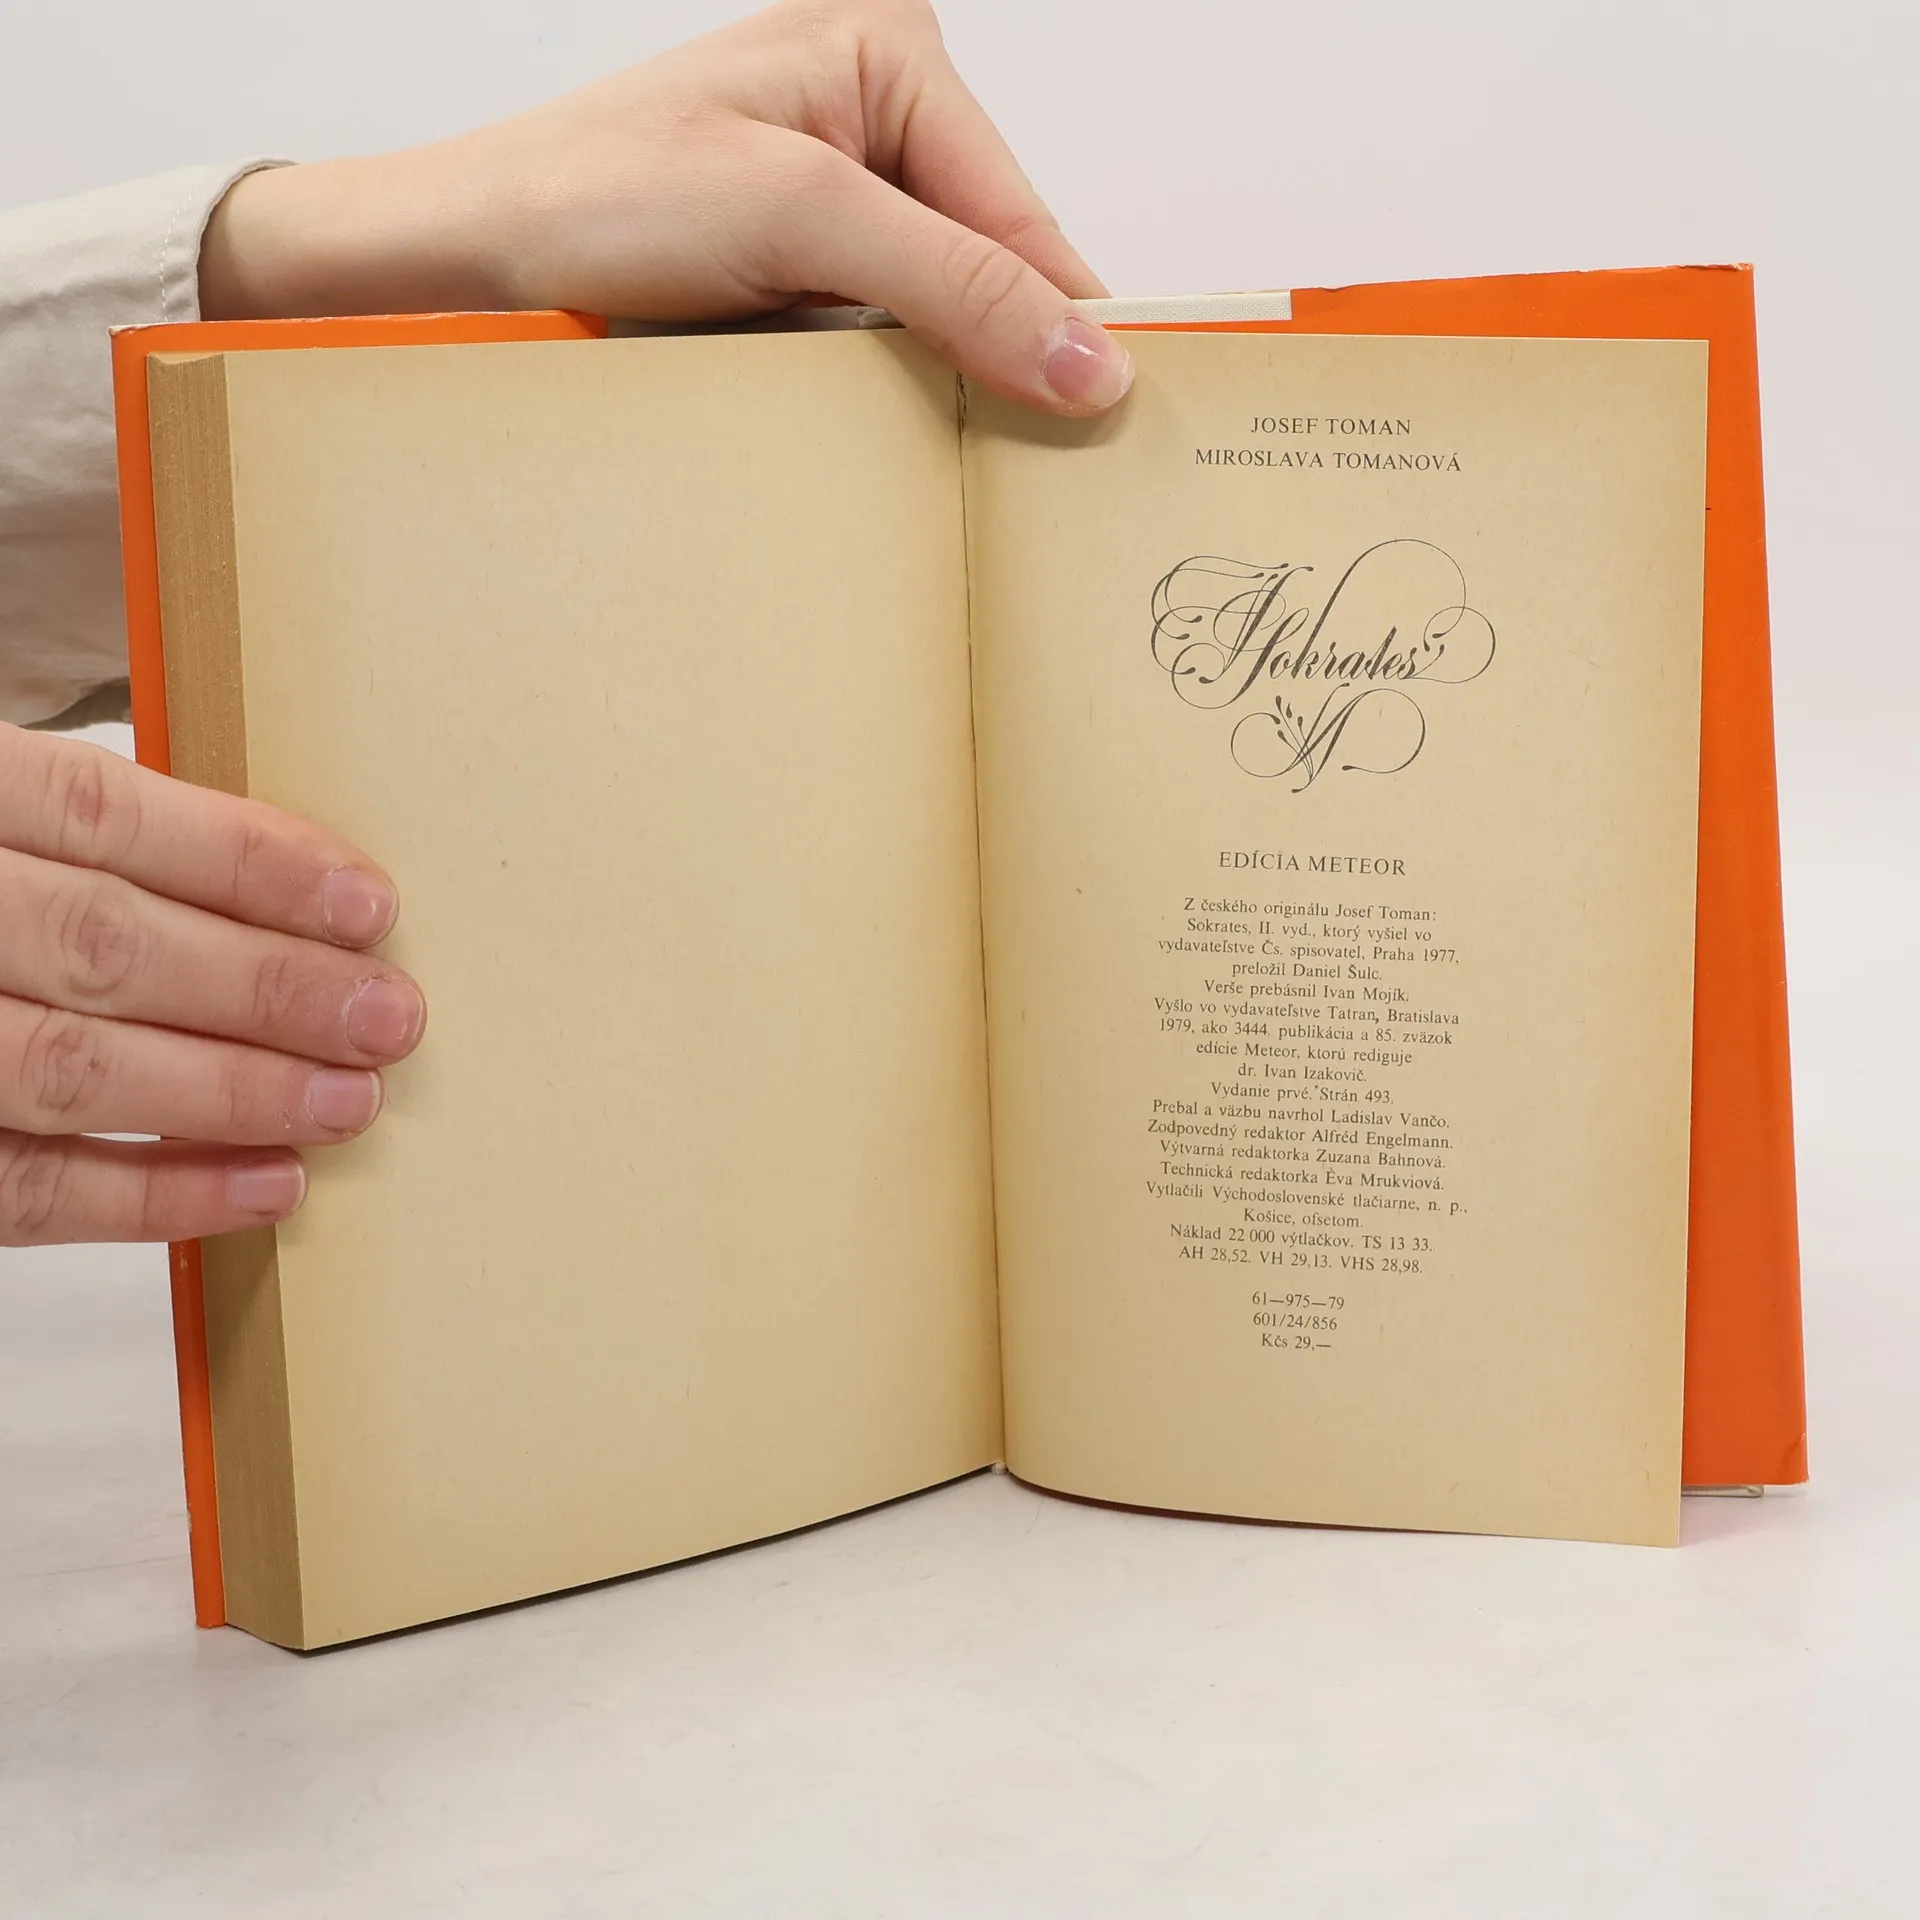 JOSEF TOMAN
MIROSLAVA TOMANOVÁ
Sokrates
EDÍCIA METEOR
Z českého originálu Josef Toman:
Sokrates, II. vyd., ktorý vyšiel vo
vydavateľstve Čs. spisovatel, Praha 1977,
preložil Daniel Šulc.
Verše prebásnil Ivan Mojík.
Vyšlo vo vydavateľstve Tatran, Bratislava
1979, ako 3444. publikácia a 85. zväzok
edície Meteor, ktorú rediguje
dr. Ivan Izakovič.
Vydanie prvé. Strán 493.
Prebal a väzbu navrhol Ladislav Vančo.
Zodpovedný redaktor Alfréd Engelmann.
Výtvarná redaktorka Zuzana Bahnová.
Technická redaktorka Eva Mrukviová.
Vytlačili Východoslovenské tlačiarne, n. p.,
Košice, ofsetom.
Náklad 22 000 výtlačkov. TS 13 33.
AH 28,52. VH 29,13. VHS 28,98.
61—975—79
601/24/856
Kčs 29,—